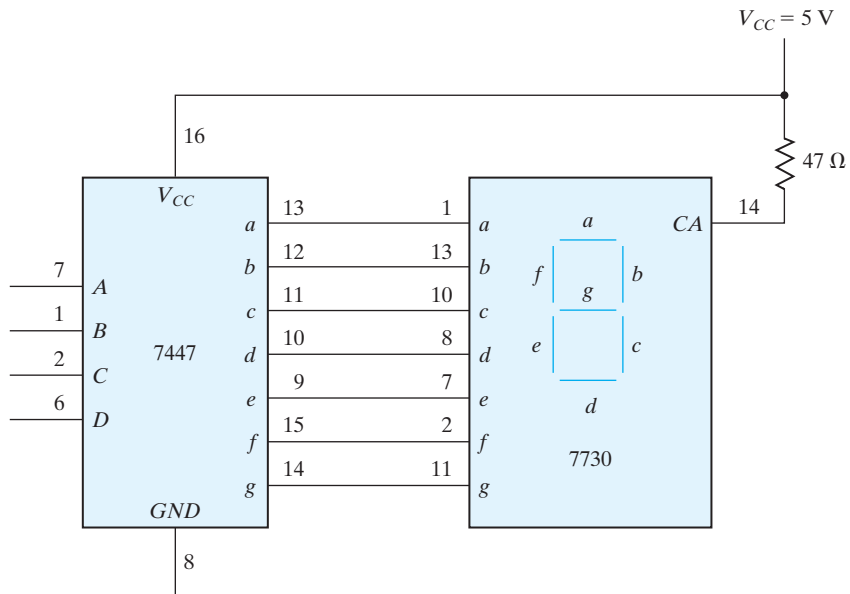 V_CC = 5 V
16
47 Ω
V_CC
13 1
14
a a a CA
12 13
7 b b f b
A 11 10 g
1 c c
B 10 8
2 7447 d d e c
C 9 7
6 e e d
D 15 2
f f 7730
14 11
g g
GND
8